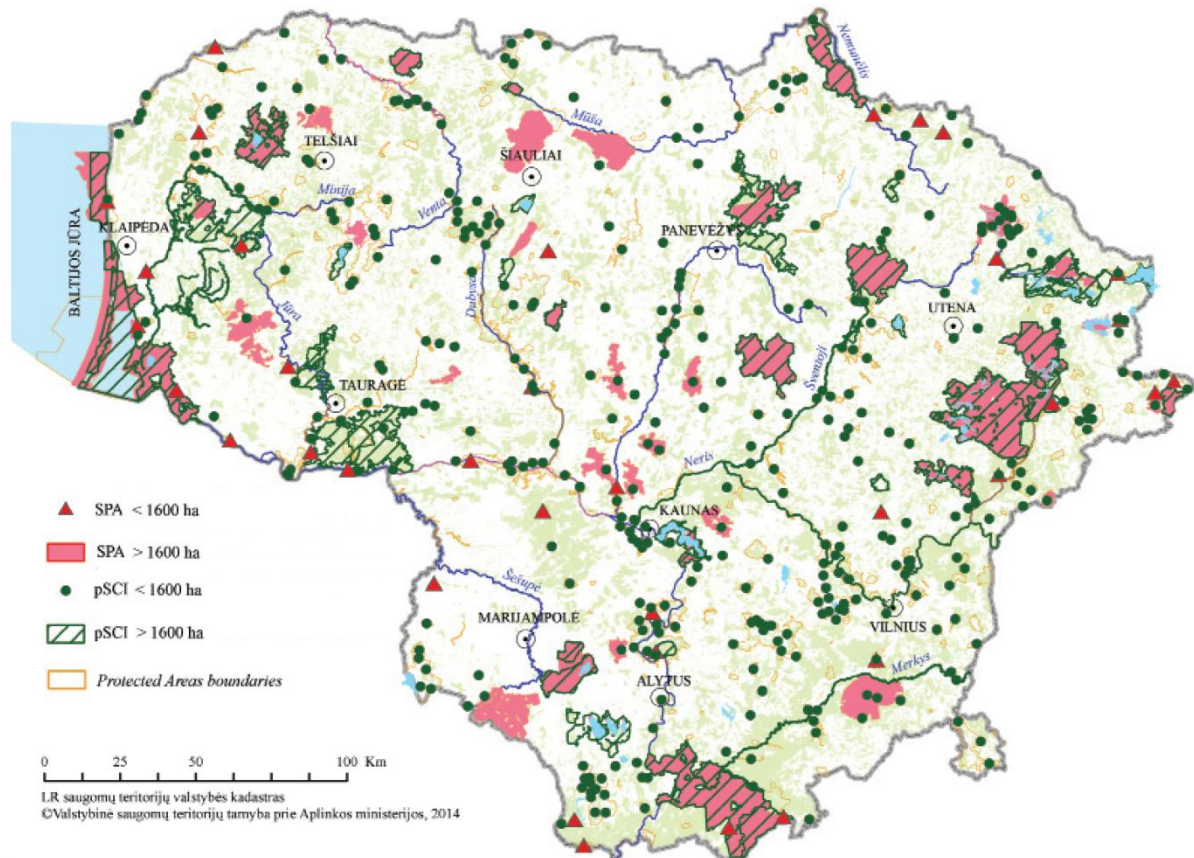 Nemunėlis
Mūša
TELŠIAI
ŠIAULIAI
Minija
Venta
KLAIPĖDA
PANEVĖŽYS
BALTIJOS JŪRA
Dubysa
Jūra
UTENA
Šventoji
TAURAGĖ
Neris
SPA < 1600 ha
KAUNAS
SPA > 1600 ha
Šešupė
pSCI < 1600 ha
MARIJAMPOLĖ
VILNIUS
pSCI > 1600 ha
Merkys
Protected Areas boundaries
ALYTUS
0 25 50 100 Km
LR saugomų teritorijų valstybės kadastras
©Valstybinė saugomų teritorijų tarnyba prie Aplinkos ministerijos, 2014